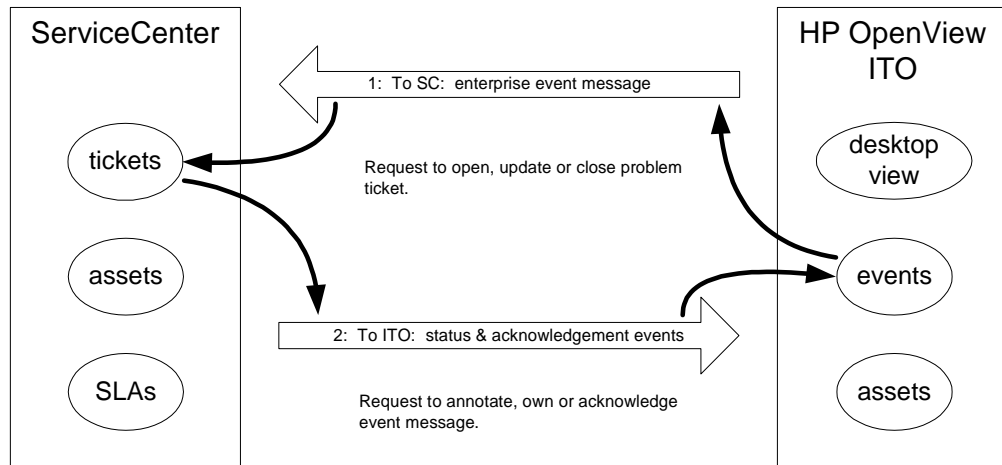 ServiceCenter
tickets
assets
SLAs
1: To SC: enterprise event message
Request to open, update or close problem
ticket.
2: To ITO: status & acknowledgement events
Request to annotate, own or acknowledge
event message.
HP OpenView
ITO
desktop
view
events
assets